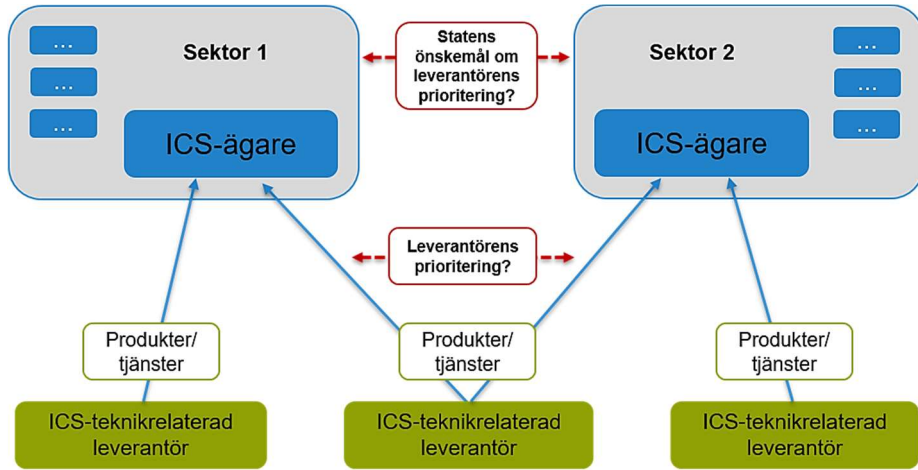 ...
...
...
Sektor 1
ICS-ägare
Statens
önskemål om
leverantörens
prioritering?
Sektor 2
...
...
...
ICS-ägare
Leverantörens
prioritering?
Produkter/
tjänster
Produkter/
tjänster
Produkter/
tjänster
ICS-teknikrelaterad
leverantör
ICS-teknikrelaterad
leverantör
ICS-teknikrelaterad
leverantör